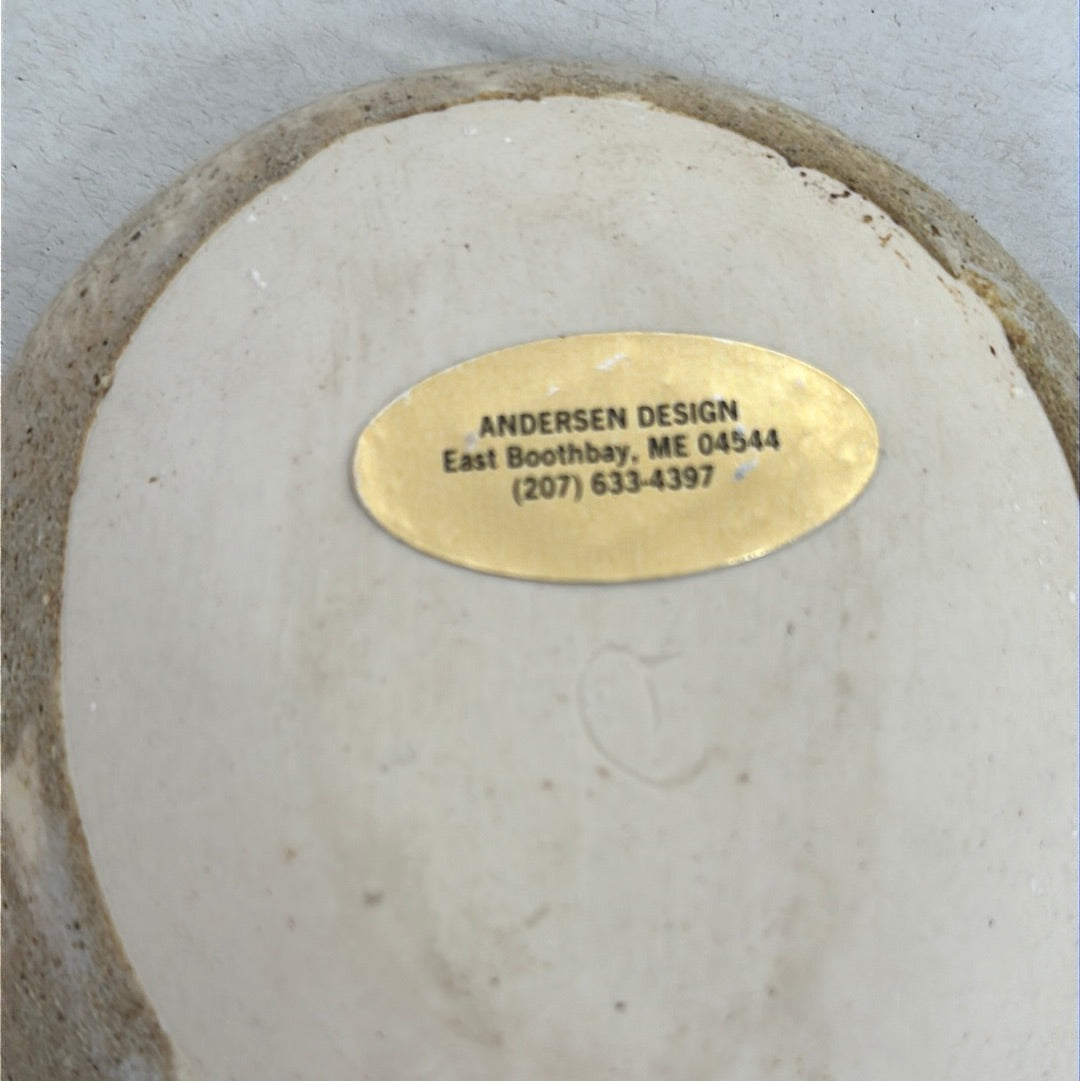 ANDERSEN DESIGN
East Boothbay, ME 04544
(207) 633-4397